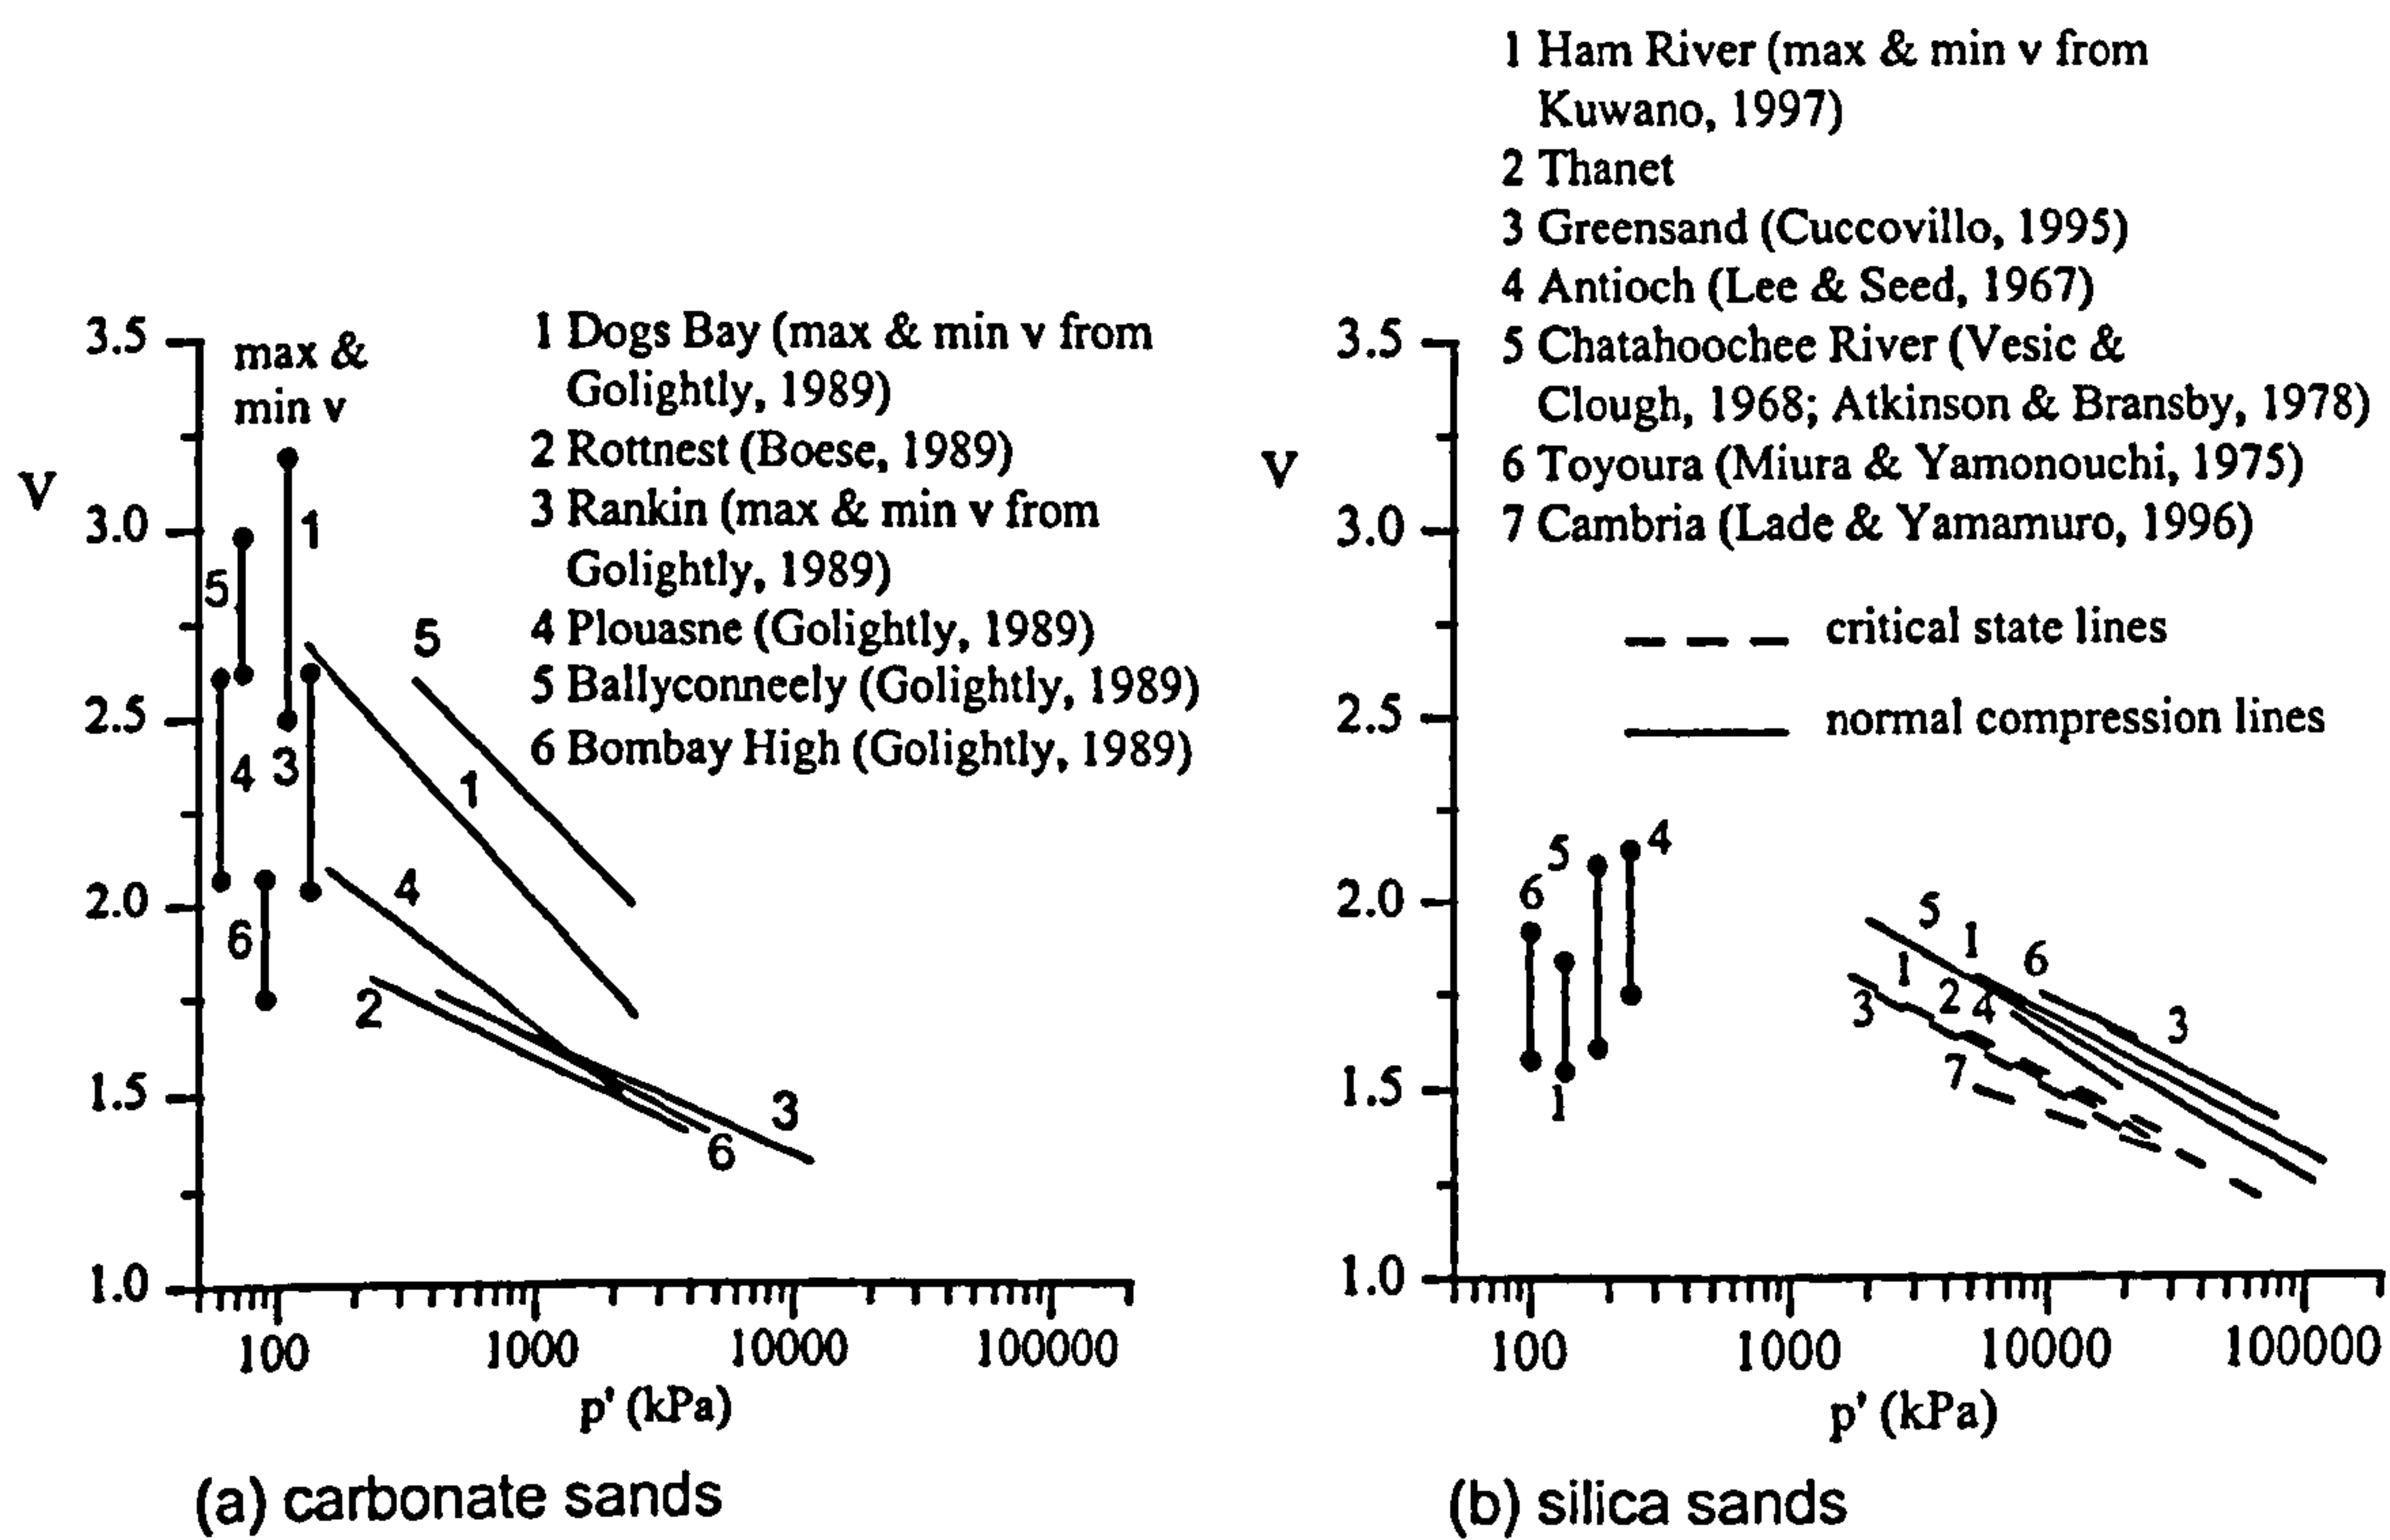 1 Ham River (max & min v from
Kuwano, 1997)
2 Thanet
3 Greensand (Cuccovillo, 1995)
4 Antioch (Lee & Seed, 1967)
5 Chatahoochee River (Vesic &
Clough, 1968; Atkinson & Bransby, 1978)
6 Toyoura (Miura & Yamonouchi, 1975)
7 Cambria (Lade & Yamamuro, 1996)
critical state lines
normal compression lines
max &
min v
1 Dogs Bay (max & min v from
Golightly, 1989)
2 Rottnest (Boese, 1989)
3 Rankin (max & min v from
Golightly, 1989)
4 Plouasne (Golightly, 1989)
5 Ballyconneely (Golightly, 1989)
6 Bombay High (Golightly, 1989)
v
3.5
3.0
2.5
2.0
1.5
1.0
5
1
4
3
6
5
1
4
2
3
6
100 1000 10000 100000
p' (kPa)
(a) carbonate sands
v
3.5
3.0
2.5
2.0
1.5
1.0
6
5
4
1
5
1
6
1
2
4
3
3
7
100 1000 10000 100000
p' (kPa)
(b) silica sands